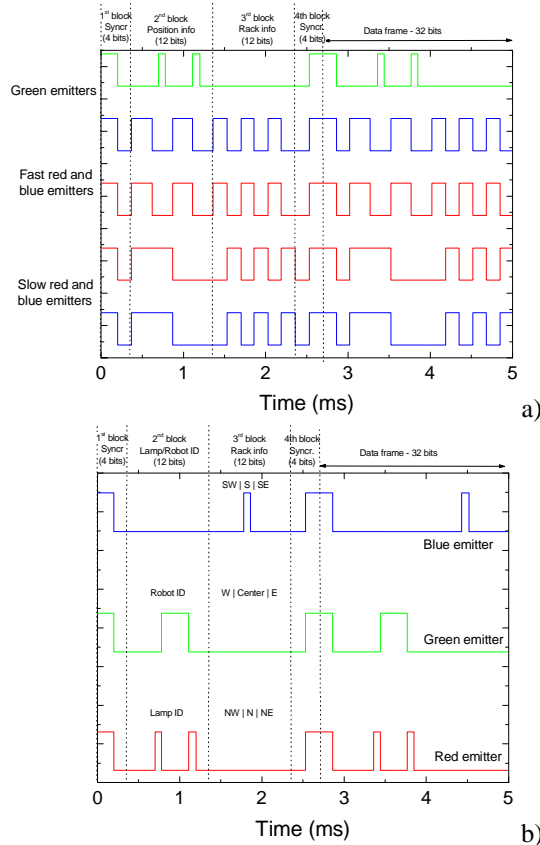 1st block
Syncr
(4 bits)
2nd block
Position info
(12 bits)
3rd block
Rack info
(12 bits)
4th block
Syncr.
(4 bits)
Data frame - 32 bits
Green emitters
Fast red and
blue emitters
Slow red and
blue emitters
0 1 2 3 4 5
Time (ms)
a)
1st block
Syncr
(4 bits)
2nd block
Lamp/Robot ID
(12 bits)
3rd block
Rack info
(12 bits)
4th block
Syncr.
(4 bits)
Data frame - 32 bits
SW | S | SE
Blue emitter
Robot ID
W | Center | E
Green emitter
Lamp ID
NW | N | NE
Red emitter
0 1 2 3 4 5
Time (ms)
b)